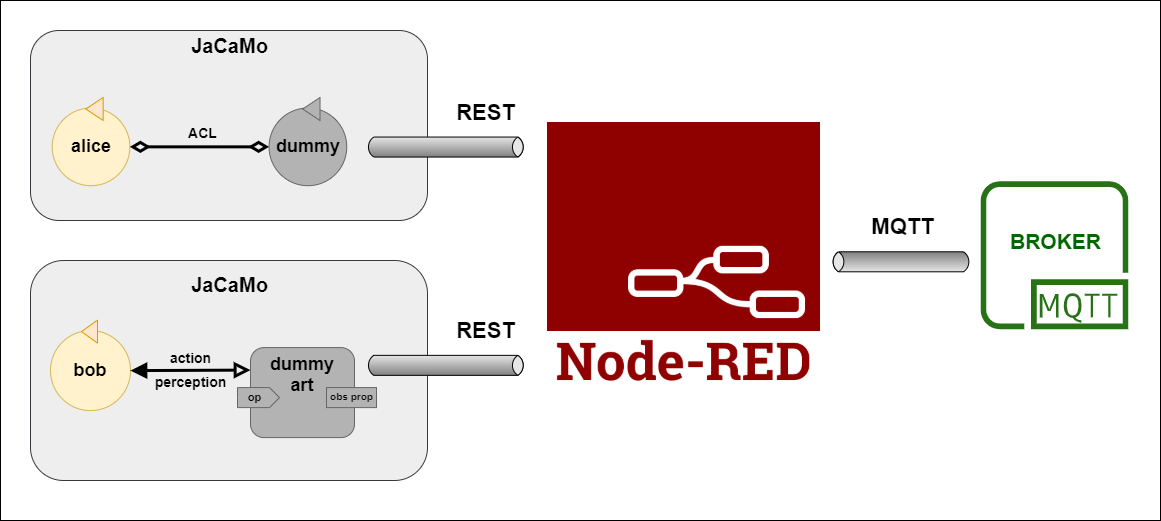 JaCaMo
alice
ACL
dummy
REST
JaCaMo
bob
action
perception
dummy
art
op
obs prop
REST
Node-RED
MQTT
BROKER
MQTT